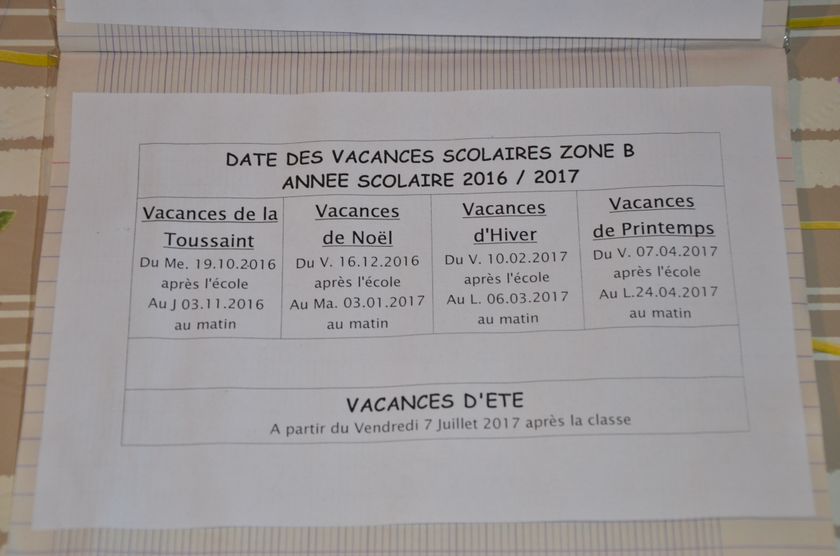 DATE DES VACANCES SCOLAIRES ZONE B
ANNEE SCOLAIRE 2016 / 2017
Vacances de la
Toussaint
Du Me. 19.10.2016
après l'école
Au J 03.11.2016
au matin
Vacances
de Noël
Du V. 16.12.2016
après l'école
Au Ma. 03.01.2017
au matin
Vacances
d'Hiver
Du V. 10.02.2017
après l'école
Au L. 06.03.2017
au matin
Vacances
de Printemps
Du V. 07.04.2017
après l'école
Au L.24.04.2017
au matin
VACANCES D'ETE
A partir du Vendredi 7 Juillet 2017 après la classe